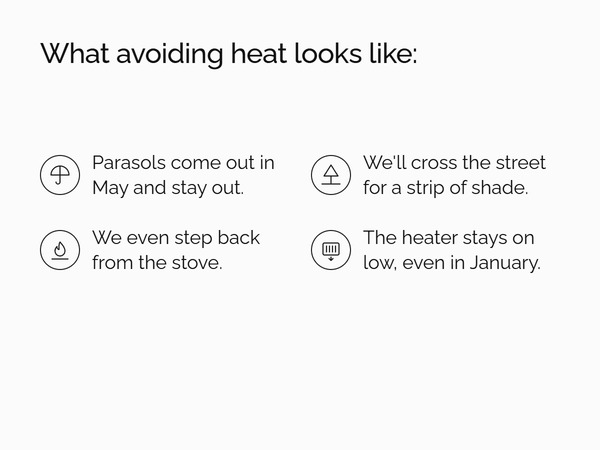 What avoiding heat looks like:
Parasols come out in
May and stay out.
We'll cross the street
for a strip of shade.
We even step back
from the stove.
The heater stays on
low, even in January.